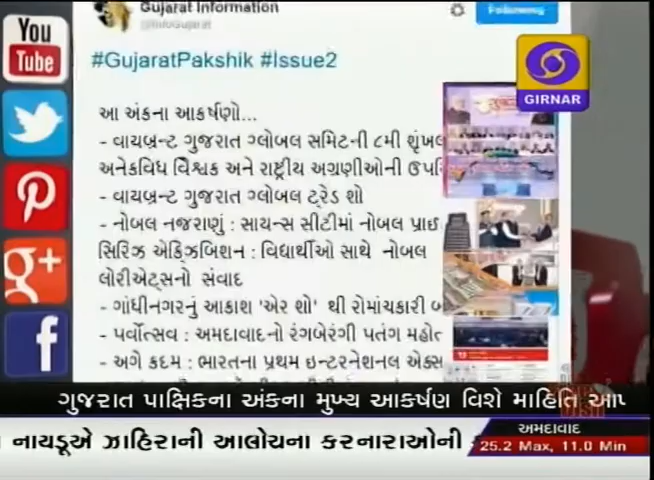 You
Tube
Gujarat Information
@InfoGujarat
Following
#GujaratPakshik #Issue2
GIRNAR
આ અંકના આકર્ષણો...
- વાયબ્રન્ટ ગુજરાત ગ્લોબલ સમિટની ૮મી શૃંખલ
અનેકવિધ વૈશ્વક અને રાષ્ટ્રીય અગ્રણીઓની ઉપ
- વાયબ્રન્ટ ગુજરાત ગ્લોબલ ટ્રેડ શો
- નોબલ નજરાણું : સાયન્સ સીટીમાં નોબલ પ્રાઇ
સિરિઝ એક્ઝિબિશન : વિદ્યાર્થીઓ સાથે નોબલ
લોરીએટ્સનો સંવાદ
- ગાંધીનગરનું આકાશ 'એર શો' થી રોમાંચકારી બ
- પર્વોત્સવ : અમદાવાદનો રંગબેરંગી પતંગ મહોત
- અગે કદમ : ભારતના પ્રથમ ઇન્ટરનેશનલ એક્સ
g+
f
ગુજરાત પાક્ષિકના અંકના મુખ્ય આકર્ષણ વિશે માહિતિ આપ
નાયડૂએ ઝાહિરાની આલોચના કરનારાઓની
અમદાવાદ
25.2 Max, 11.0 Min